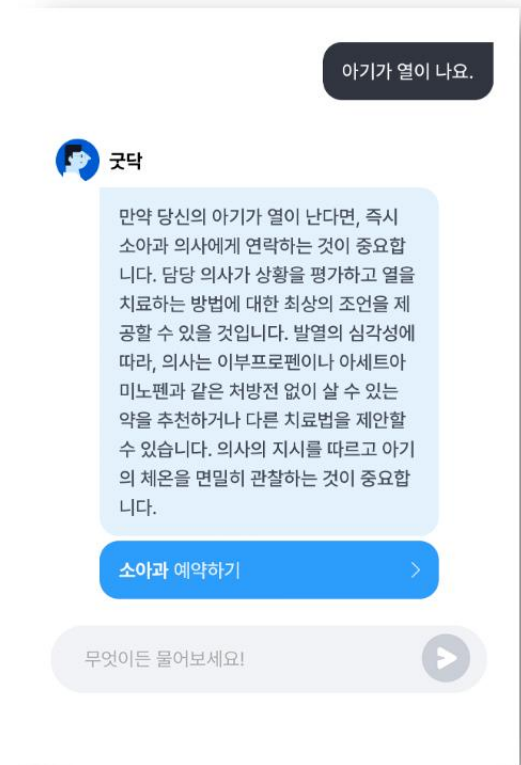 아기가 열이 나요.
굿닥
만약 당신의 아기가 열이 난다면, 즉시
소아과 의사에게 연락하는 것이 중요합
니다. 담당 의사가 상황을 평가하고 열을
치료하는 방법에 대한 최상의 조언을 제
공할 수 있을 것입니다. 발열의 심각성에
따라, 의사는 이부프로펜이나 아세트아
미노펜과 같은 처방전 없이 살 수 있는
약을 추천하거나 다른 치료법을 제안할
수 있습니다. 의사의 지시를 따르고 아기
의 체온을 면밀히 관찰하는 것이 중요합
니다.
소아과 예약하기
무엇이든 물어보세요!